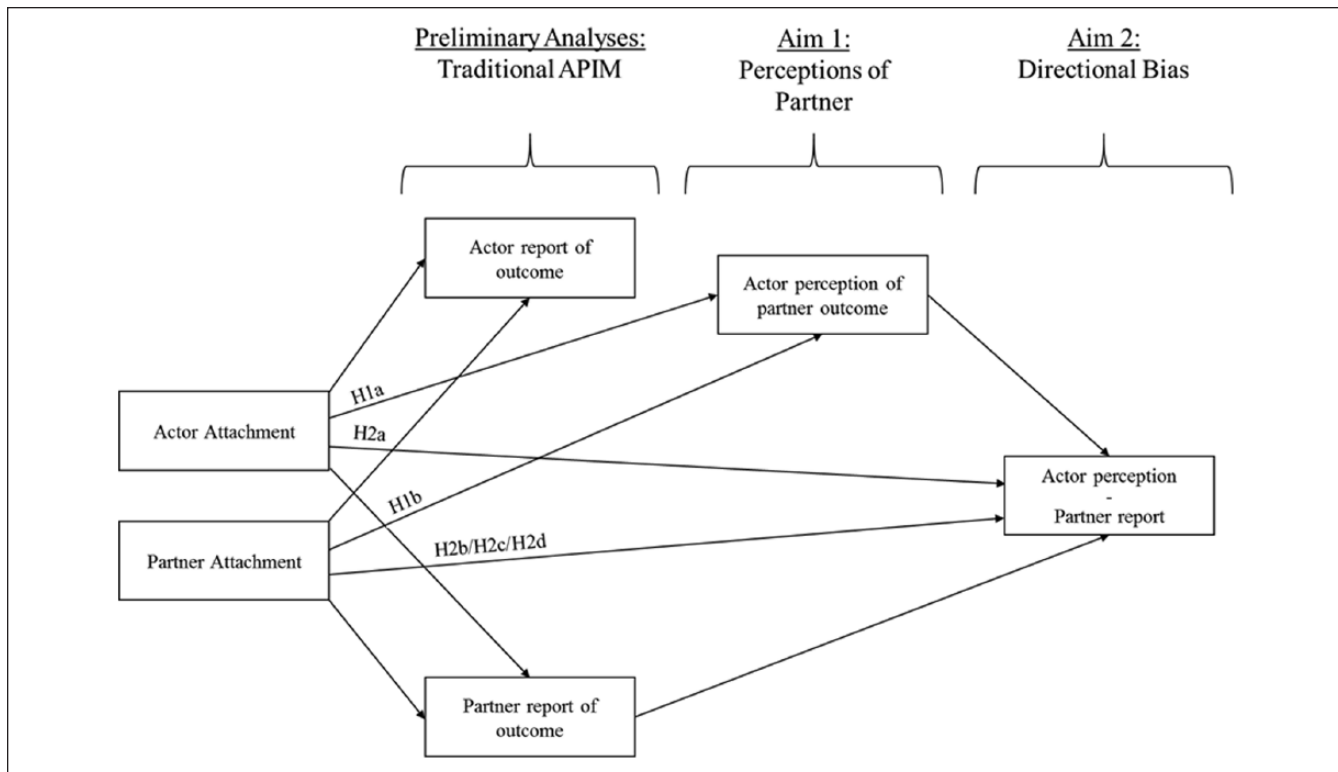 Preliminary Analyses:
Traditional APIM
Aim 1:
Perceptions of
Partner
Aim 2:
Directional Bias
Actor report of
outcome
Actor perception of
partner outcome
H1a
Actor Attachment
H2a
Actor perception
-
Partner report
H1b
Partner Attachment
H2b/H2c/H2d
Partner report of
outcome